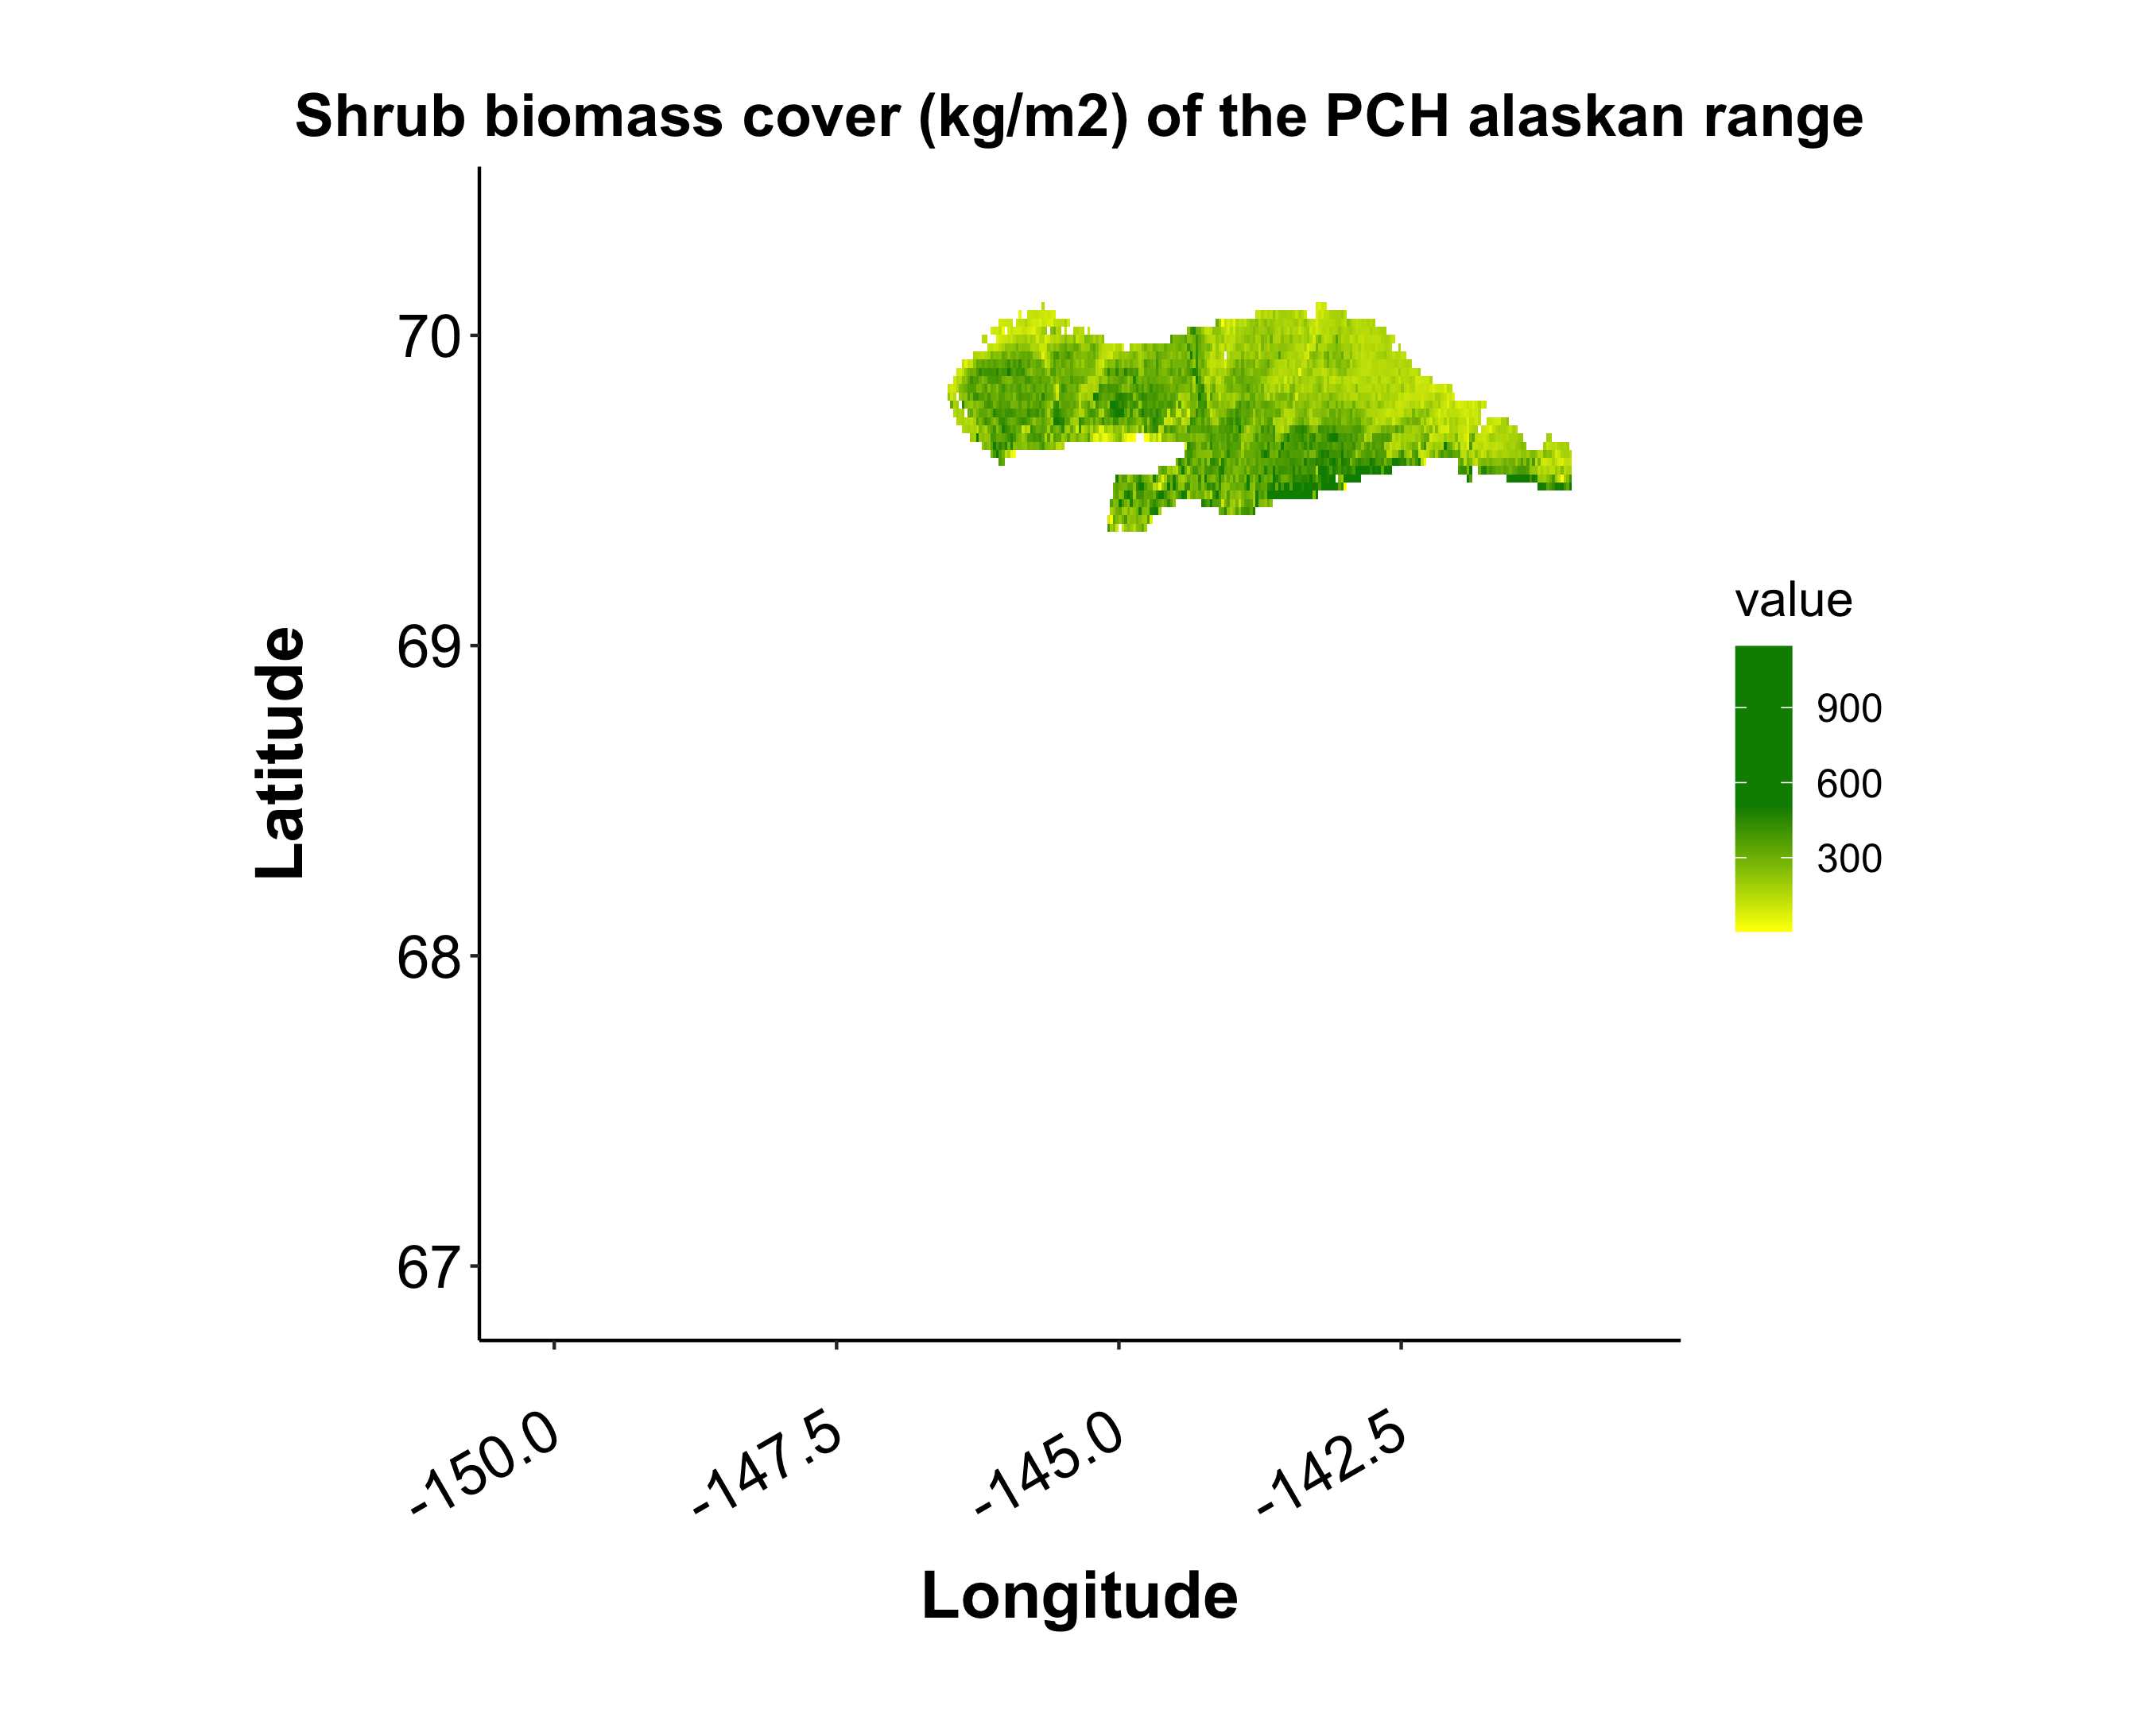 Shrub biomass cover (kg/m2) of the PCH alaskan range
Latitude
70
69
68
67
-150.0
-147.5
-145.0
-142.5
Longitude
value
900
600
300